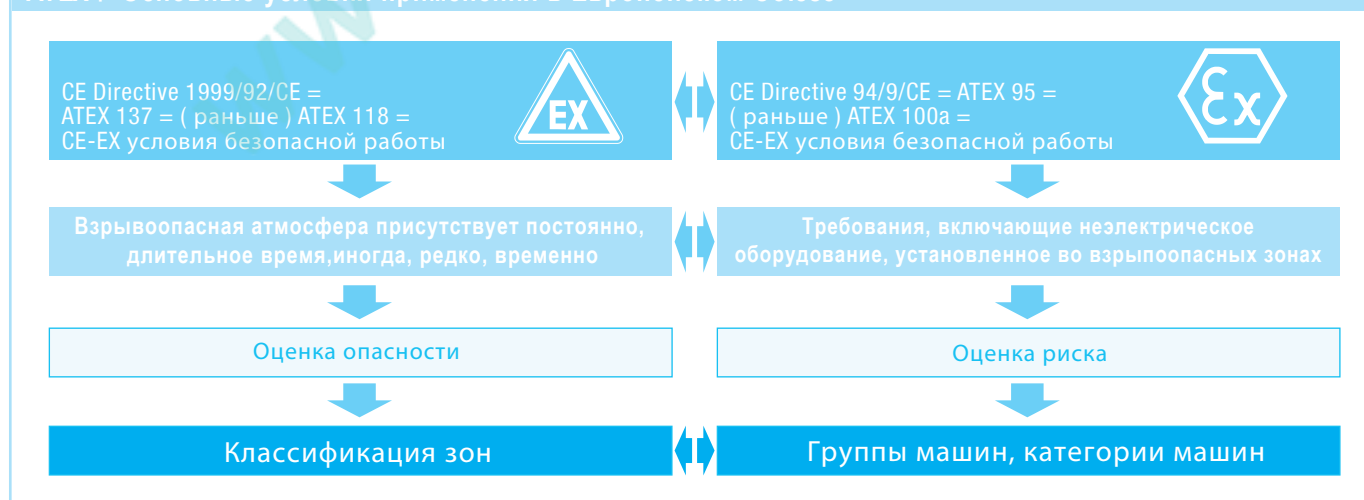 CE Directive 1999/92/CE =
ATEX 137 = ( раньше ) ATEX 118 =
CE-EX условия безопасной работы
EX
CE Directive 94/9/CE = ATEX 95 =
( раньше ) ATEX 100a =
CE-EX условия безопасной работы
Ex
Взрывоопасная атмосфера присутствует постоянно,
длительное время,иногда, редко, временно
Требования, включающие неэлектрическое
оборудование, установленное во взрыпоопасных зонах
Оценка опасности
Оценка риска
Классификация зон
Группы машин, категории машин